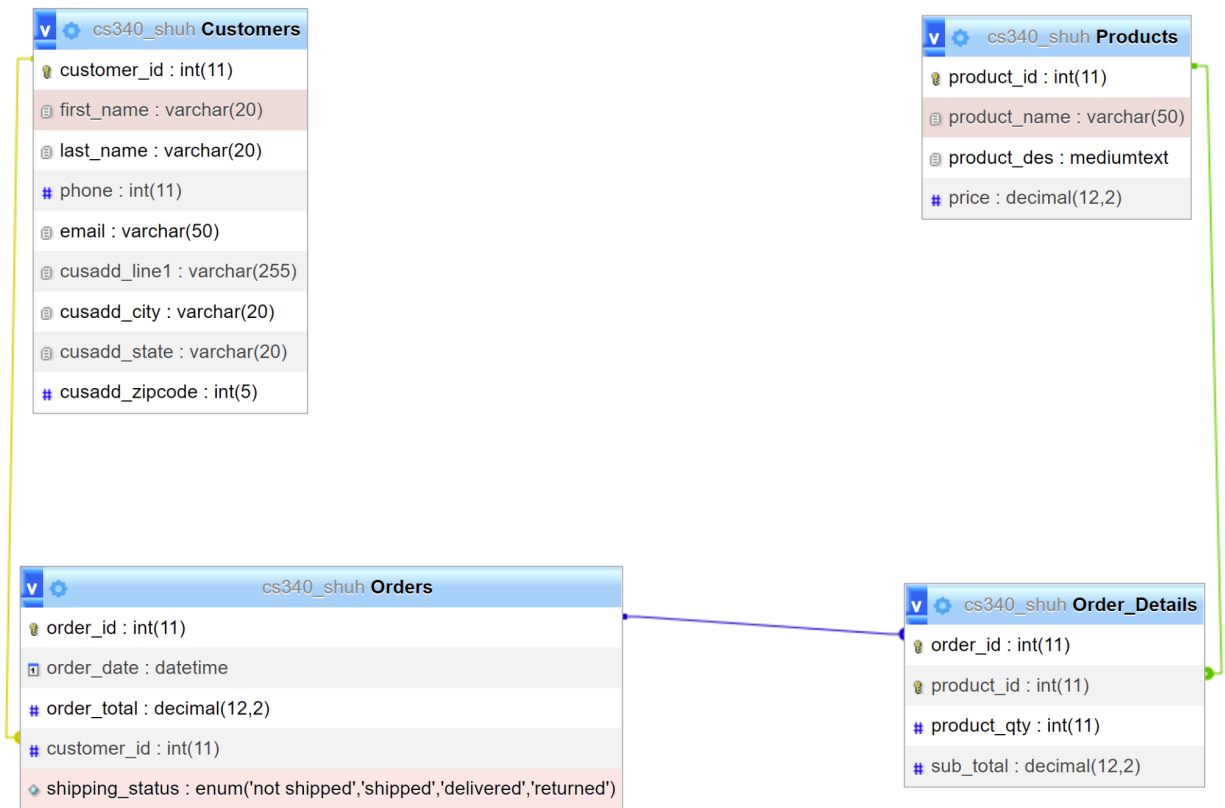 v cs340_shuh Customers
customer_id : int(11)
first_name : varchar(20)
last_name : varchar(20)
# phone : int(11)
email : varchar(50)
cusadd_line1 : varchar(255)
cusadd_city : varchar(20)
cusadd_state : varchar(20)
# cusadd_zipcode : int(5)
v cs340_shuh Products
product_id : int(11)
product_name : varchar(50)
product_des : mediumtext
# price : decimal(12,2)
v cs340_shuh Orders
order_id : int(11)
order_date : datetime
# order_total : decimal(12,2)
# customer_id : int(11)
shipping_status : enum('not shipped','shipped','delivered','returned')
v cs340_shuh Order_Details
order_id : int(11)
product_id : int(11)
# product_qty : int(11)
# sub_total : decimal(12,2)